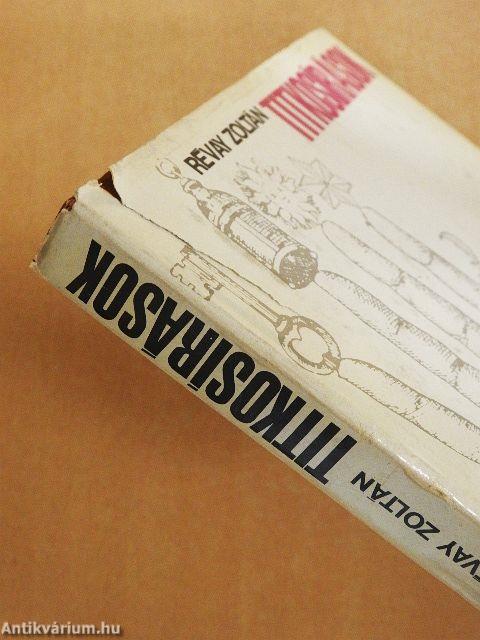 RÉVAY ZOLTÁN TITKOSÍRÁSOK
TITKOSÍRÁSOK
VAY ZOLTÁN
Antikvárium.hu